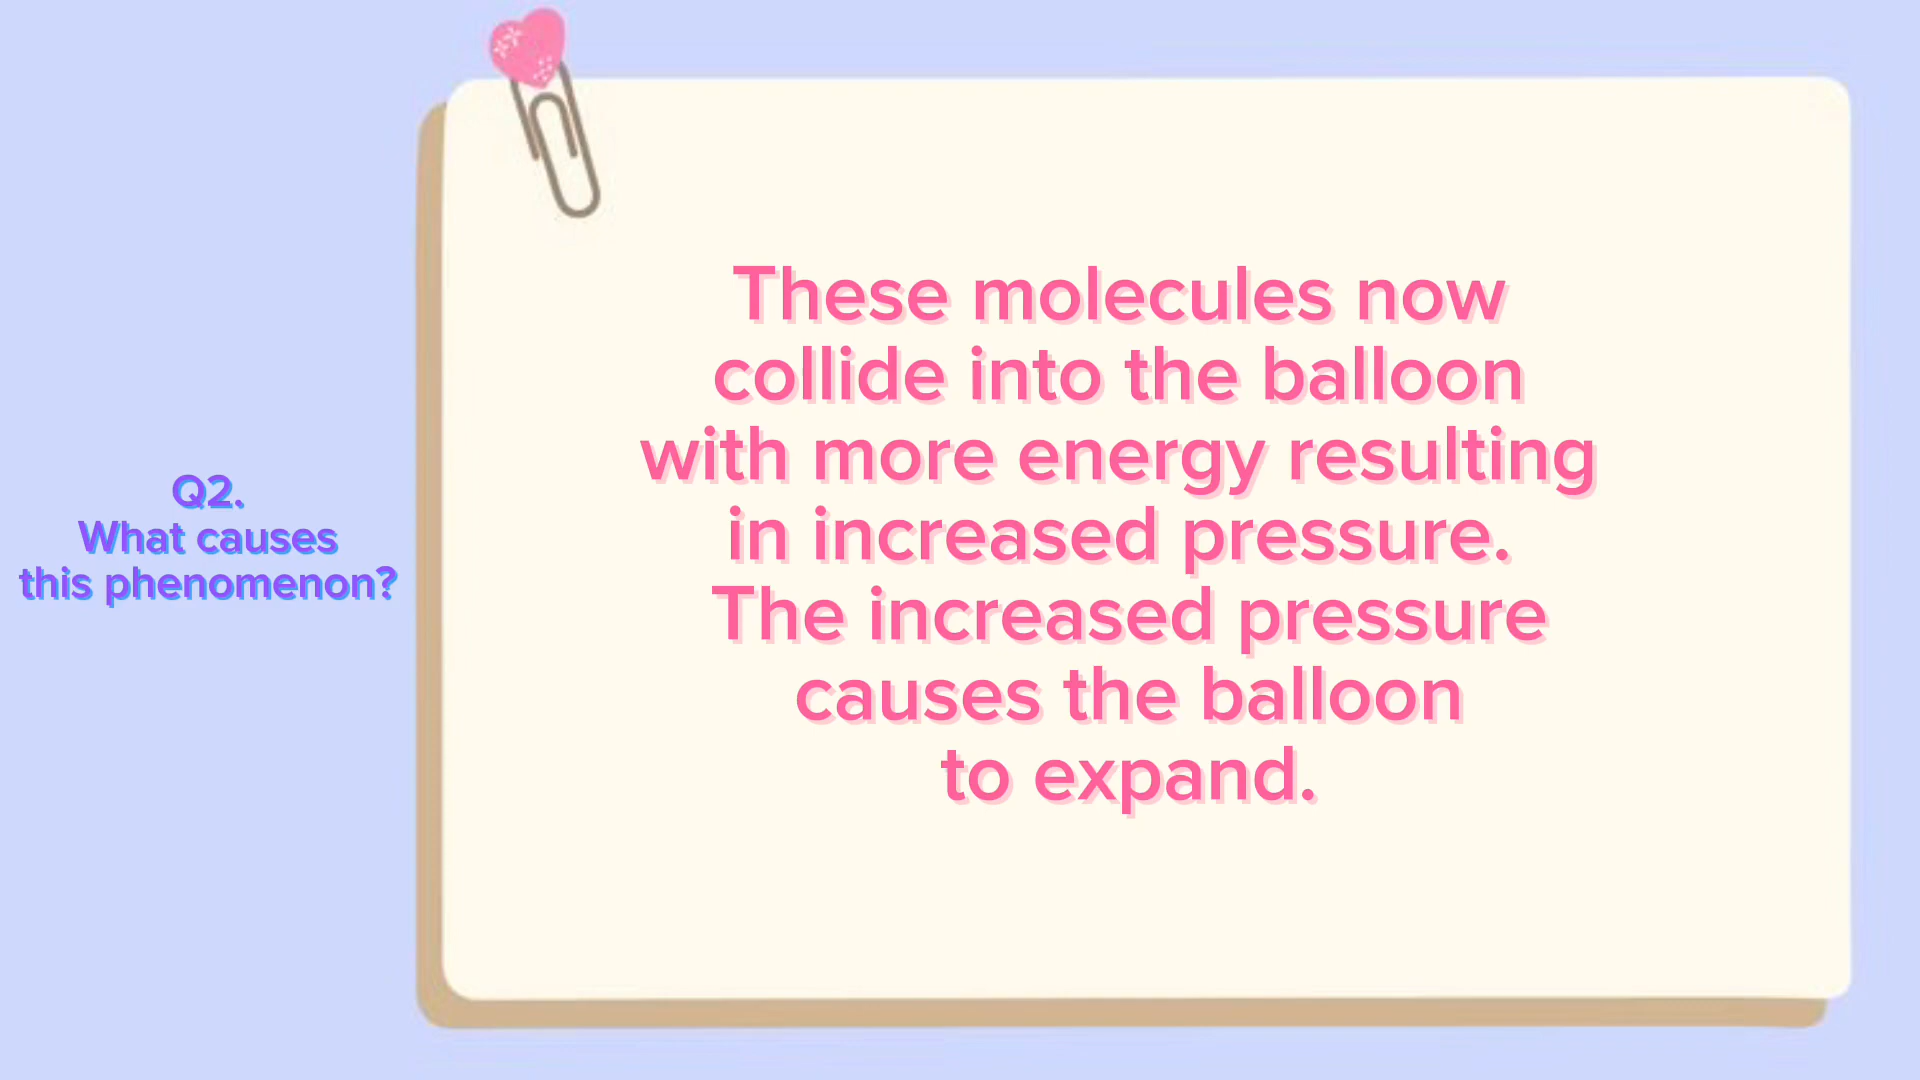 Q2.
What causes
this phenomenon?
These molecules now
collide into the balloon
with more energy resulting
in increased pressure.
The increased pressure
causes the balloon
to expand.